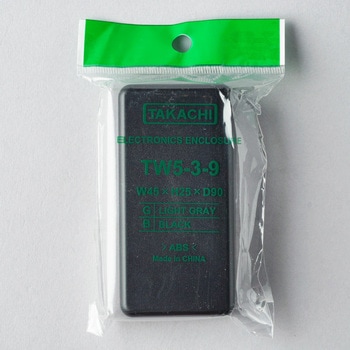 TAKACHI
ELECTRONICS ENCLOSURE
TW5-3-9
W45×H25×D90
G LIGHT GRAY
B BLACK
ABS
Made in CHINA